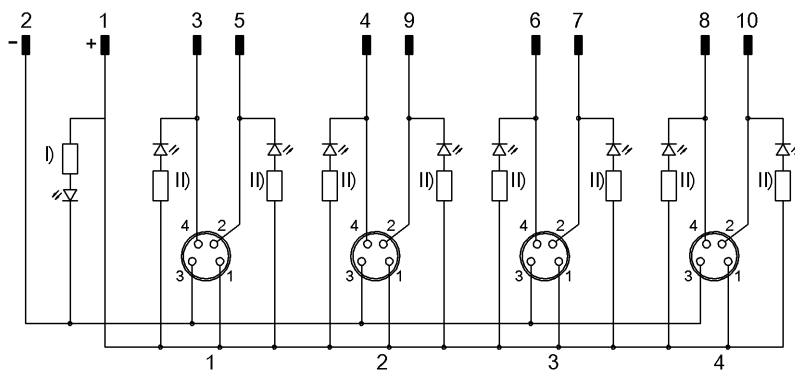 2 1 3 5 4 9 6 7 8 10
- +
I) II) II) II) II) II) II) II) II)
4 2 4 2 4 2 4 2
3 1 3 1 3 1 3 1
1 2 3 4